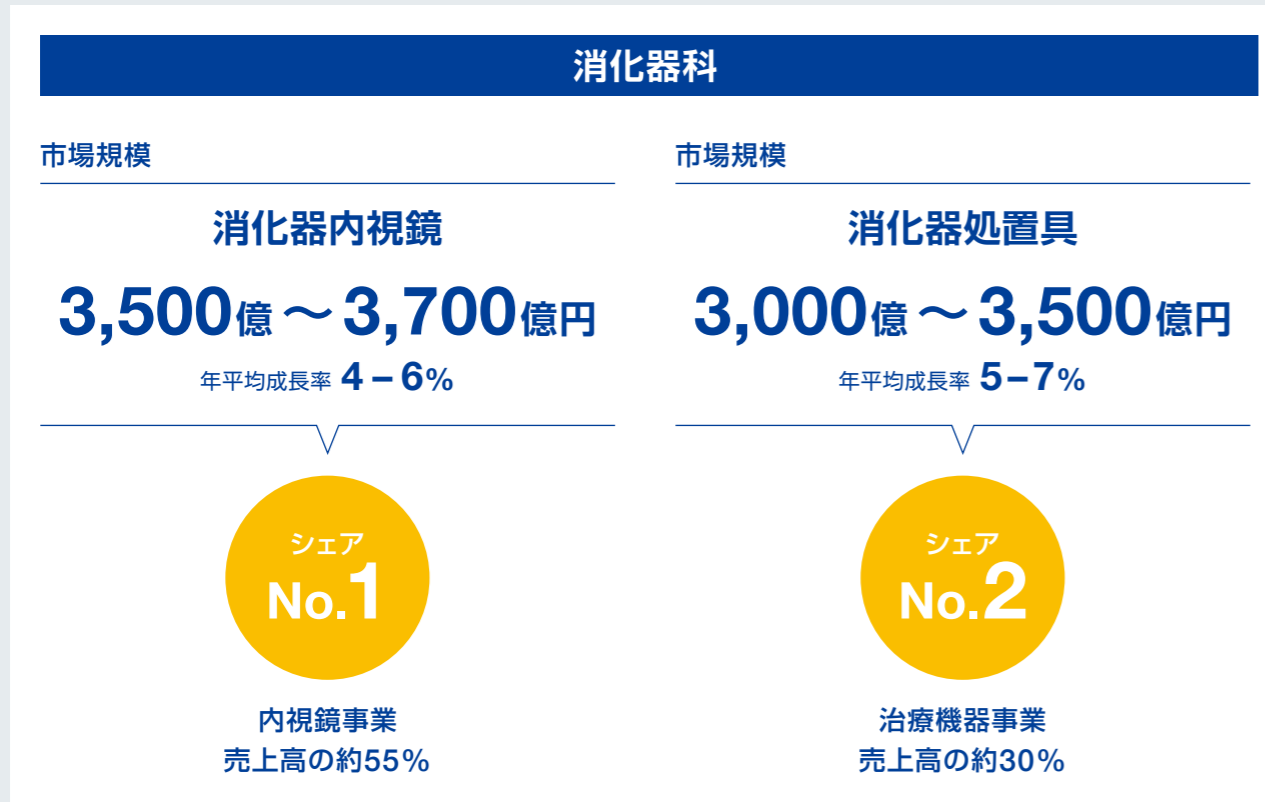 消化器科
市場規模
消化器内視鏡
3,500億〜3,700億円
年平均成長率 4–6%
シェア
No.1
内視鏡事業
売上高の約55%
市場規模
消化器処置具
3,000億〜3,500億円
年平均成長率 5–7%
シェア
No.2
治療機器事業
売上高の約30%